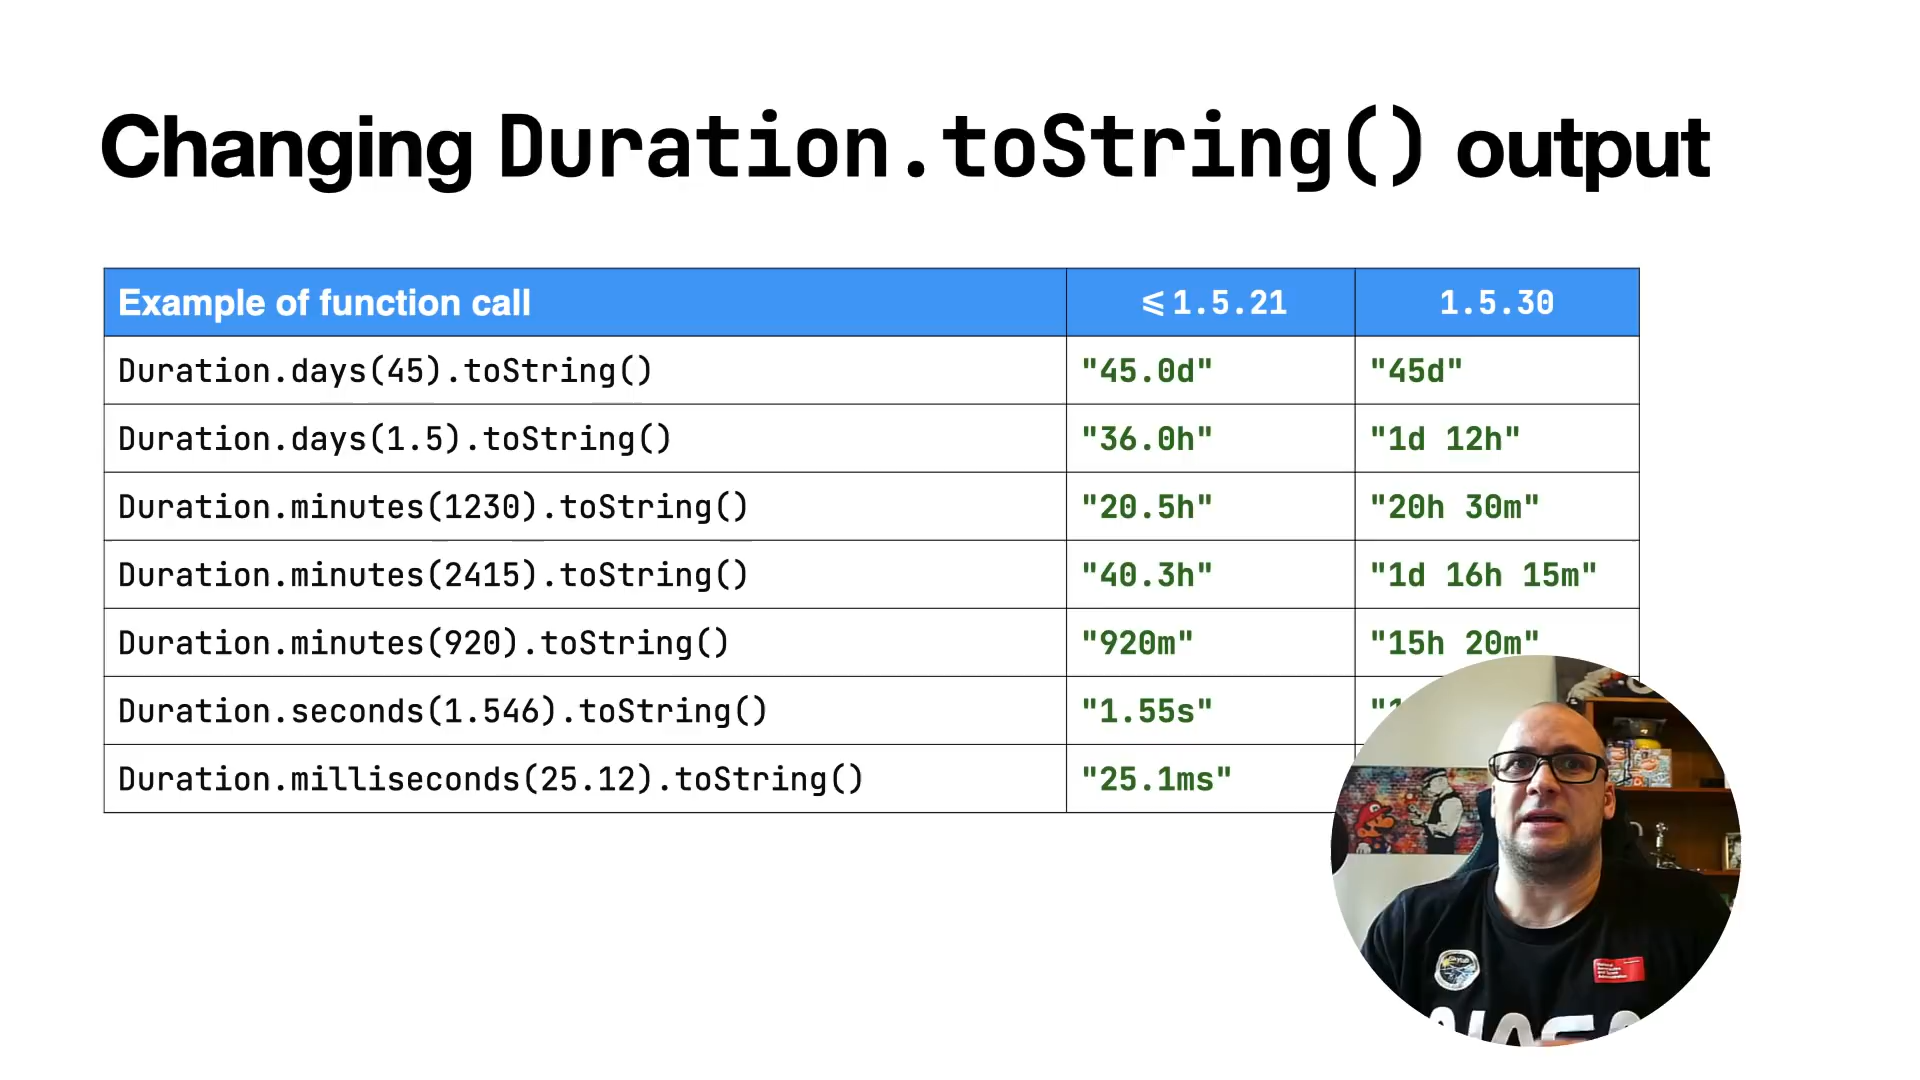 Changing Duration.toString() output
Example of function call ⩽1.5.21 1.5.30
Duration.days(45).toString() "45.0d" "45d"
Duration.days(1.5).toString() "36.0h" "1d 12h"
Duration.minutes(1230).toString() "20.5h" "20h 30m"
Duration.minutes(2415).toString() "40.3h" "1d 16h 15m"
Duration.minutes(920).toString() "920m" "15h 20m"
Duration.seconds(1.546).toString() "1.55s"
Duration.milliseconds(25.12).toString() "25.1ms"
NASA